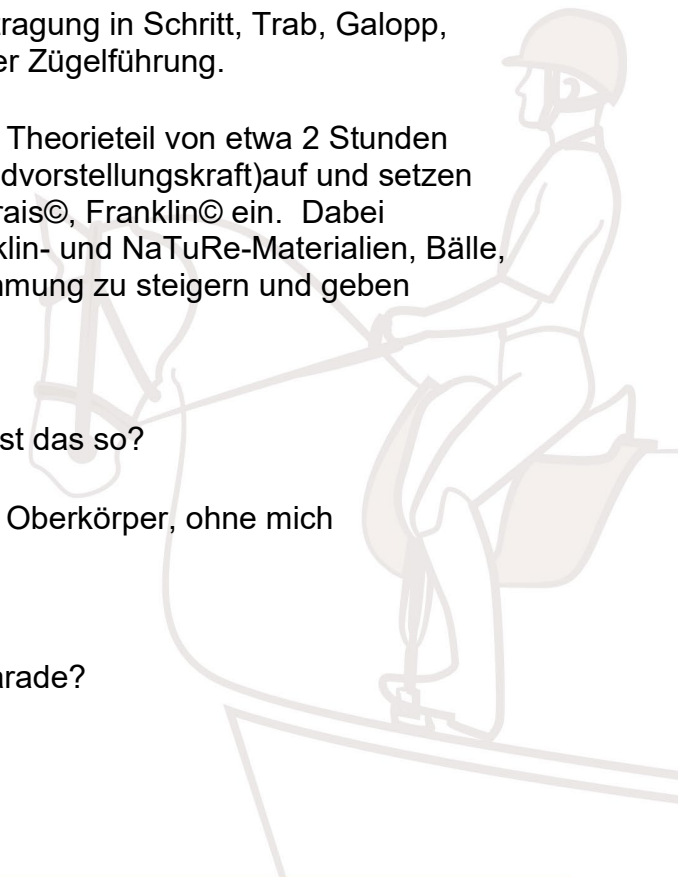 ragung in Schritt, Trab, Galopp,
er Zügelführung.
Theorieteil von etwa 2 Stunden
dvorstellungskraft)auf und setzen
rais©, Franklin© ein.  Dabei
klin- und NaTuRe-Materialien, Bälle,
nmung zu steigern und geben
st das so?
Oberkörper, ohne mich
arade?